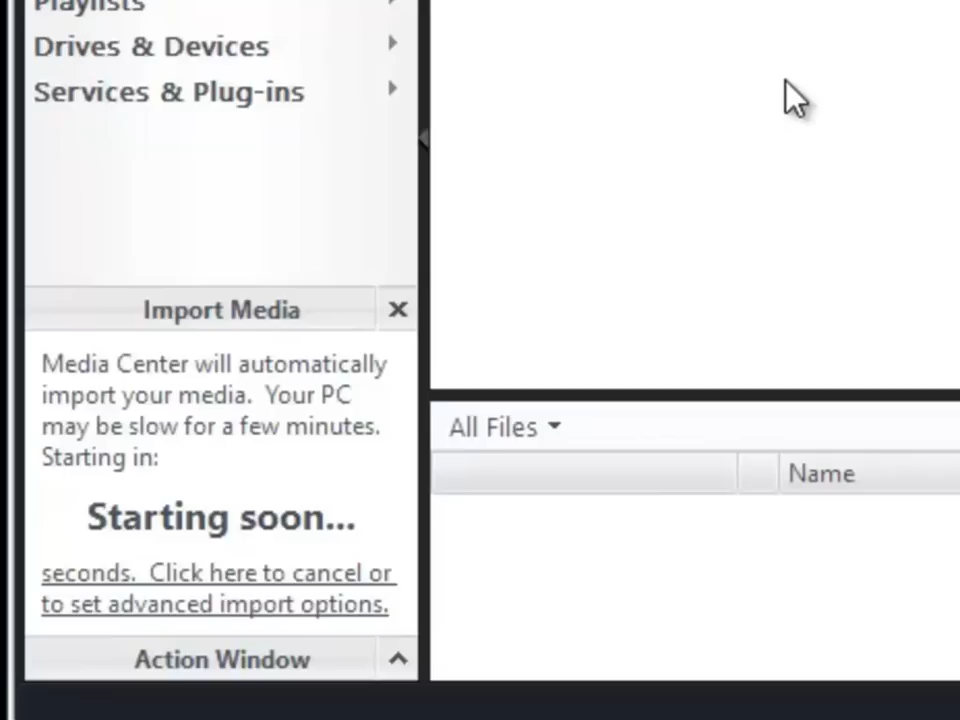 Playlists
Drives & Devices
Services & Plug-ins
Import Media
Media Center will automatically
import your media.  Your PC
may be slow for a few minutes.
Starting in:
Starting soon...
seconds.  Click here to cancel or
to set advanced import options.
Action Window
All Files
Name